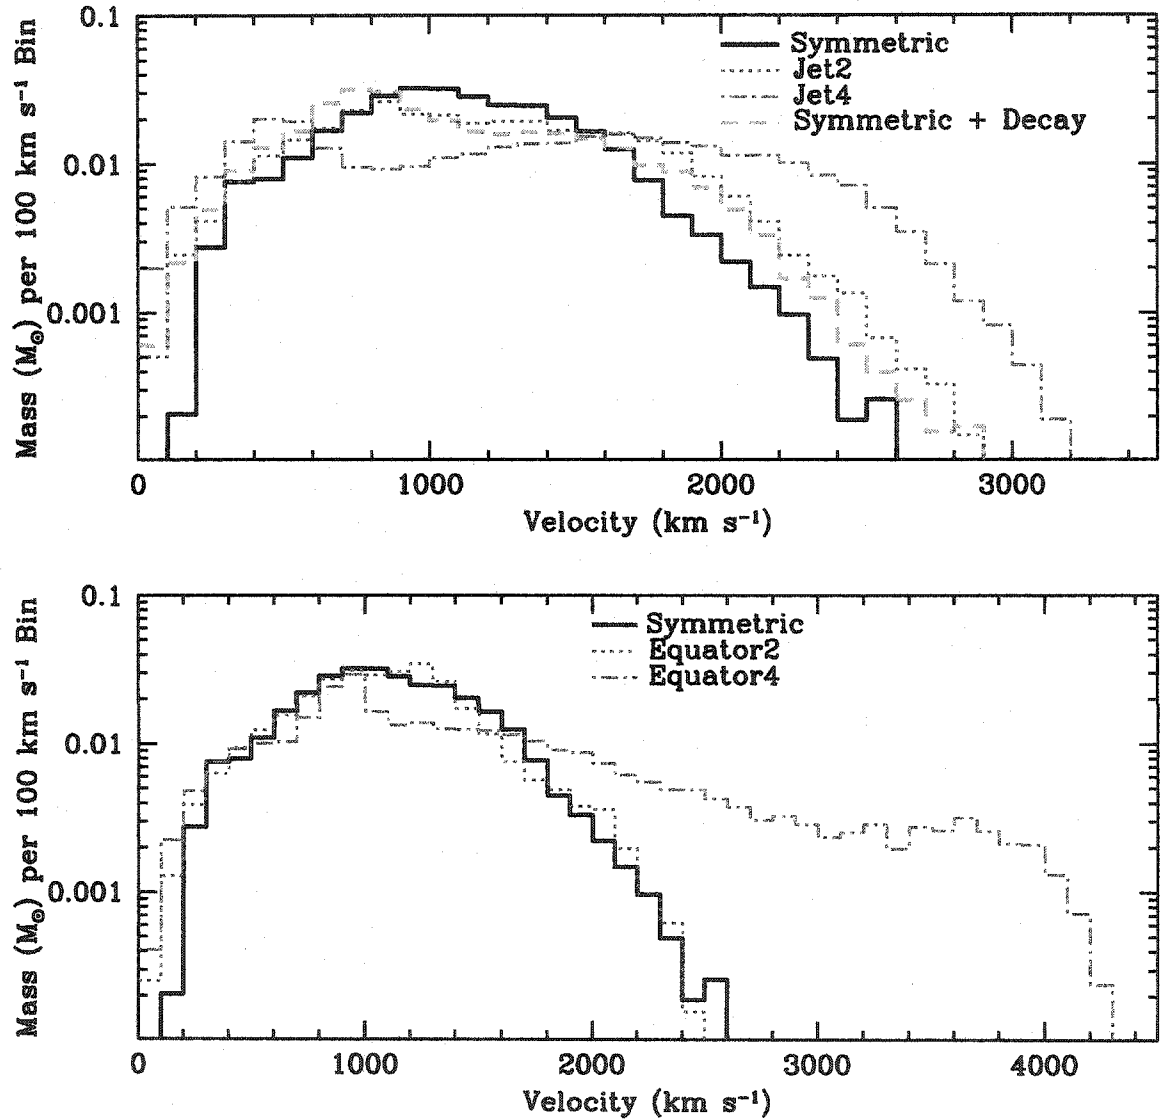 0.1
Symmetric
Jet2
Jet4
Symmetric + Decay
0.01
0.001
Mass (M⊙) per 100 km s⁻¹ Bin
0 1000 2000 3000
Velocity (km s⁻¹)
0.1
Symmetric
Equator2
Equator4
0.01
0.001
Mass (M⊙) per 100 km s⁻¹ Bin
0 1000 2000 3000 4000
Velocity (km s⁻¹)